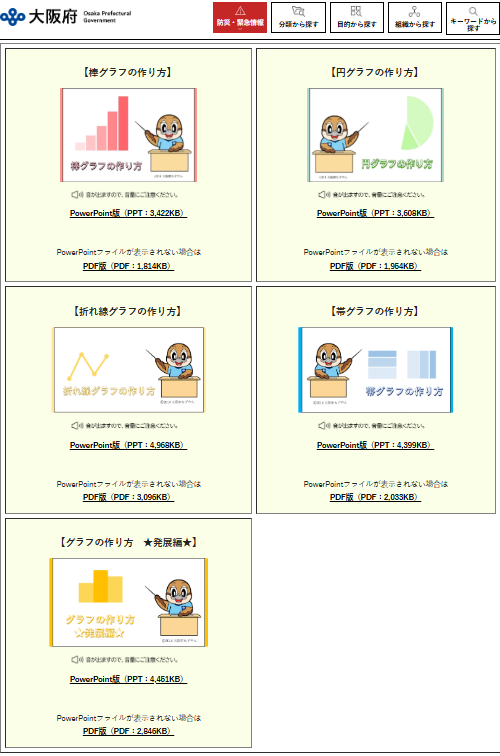 大阪府
Osaka Prefectural
Government
防災・緊急情報
分類から探す
目的から探す
組織から探す
キーワードから
探す
【棒グラフの作り方】
棒グラフの作り方
音が出ますので、音量にご注意ください。
PowerPoint版（PPT：3,422KB）
PowerPointファイルが表示されない場合は
PDF版（PDF：1,814KB）
【円グラフの作り方】
円グラフの作り方
音が出ますので、音量にご注意ください。
PowerPoint版（PPT：3,608KB）
PowerPointファイルが表示されない場合は
PDF版（PDF：1,964KB）
【折れ線グラフの作り方】
折れ線グラフの作り方
音が出ますので、音量にご注意ください。
PowerPoint版（PPT：4,968KB）
PowerPointファイルが表示されない場合は
PDF版（PDF：3,096KB）
【帯グラフの作り方】
帯グラフの作り方
音が出ますので、音量にご注意ください。
PowerPoint版（PPT：4,399KB）
PowerPointファイルが表示されない場合は
PDF版（PDF：2,033KB）
【グラフの作り方　★発展編★】
グラフの作り方
★発展編★
音が出ますので、音量にご注意ください。
PowerPoint版（PPT：4,451KB）
PowerPointファイルが表示されない場合は
PDF版（PDF：2,846KB）